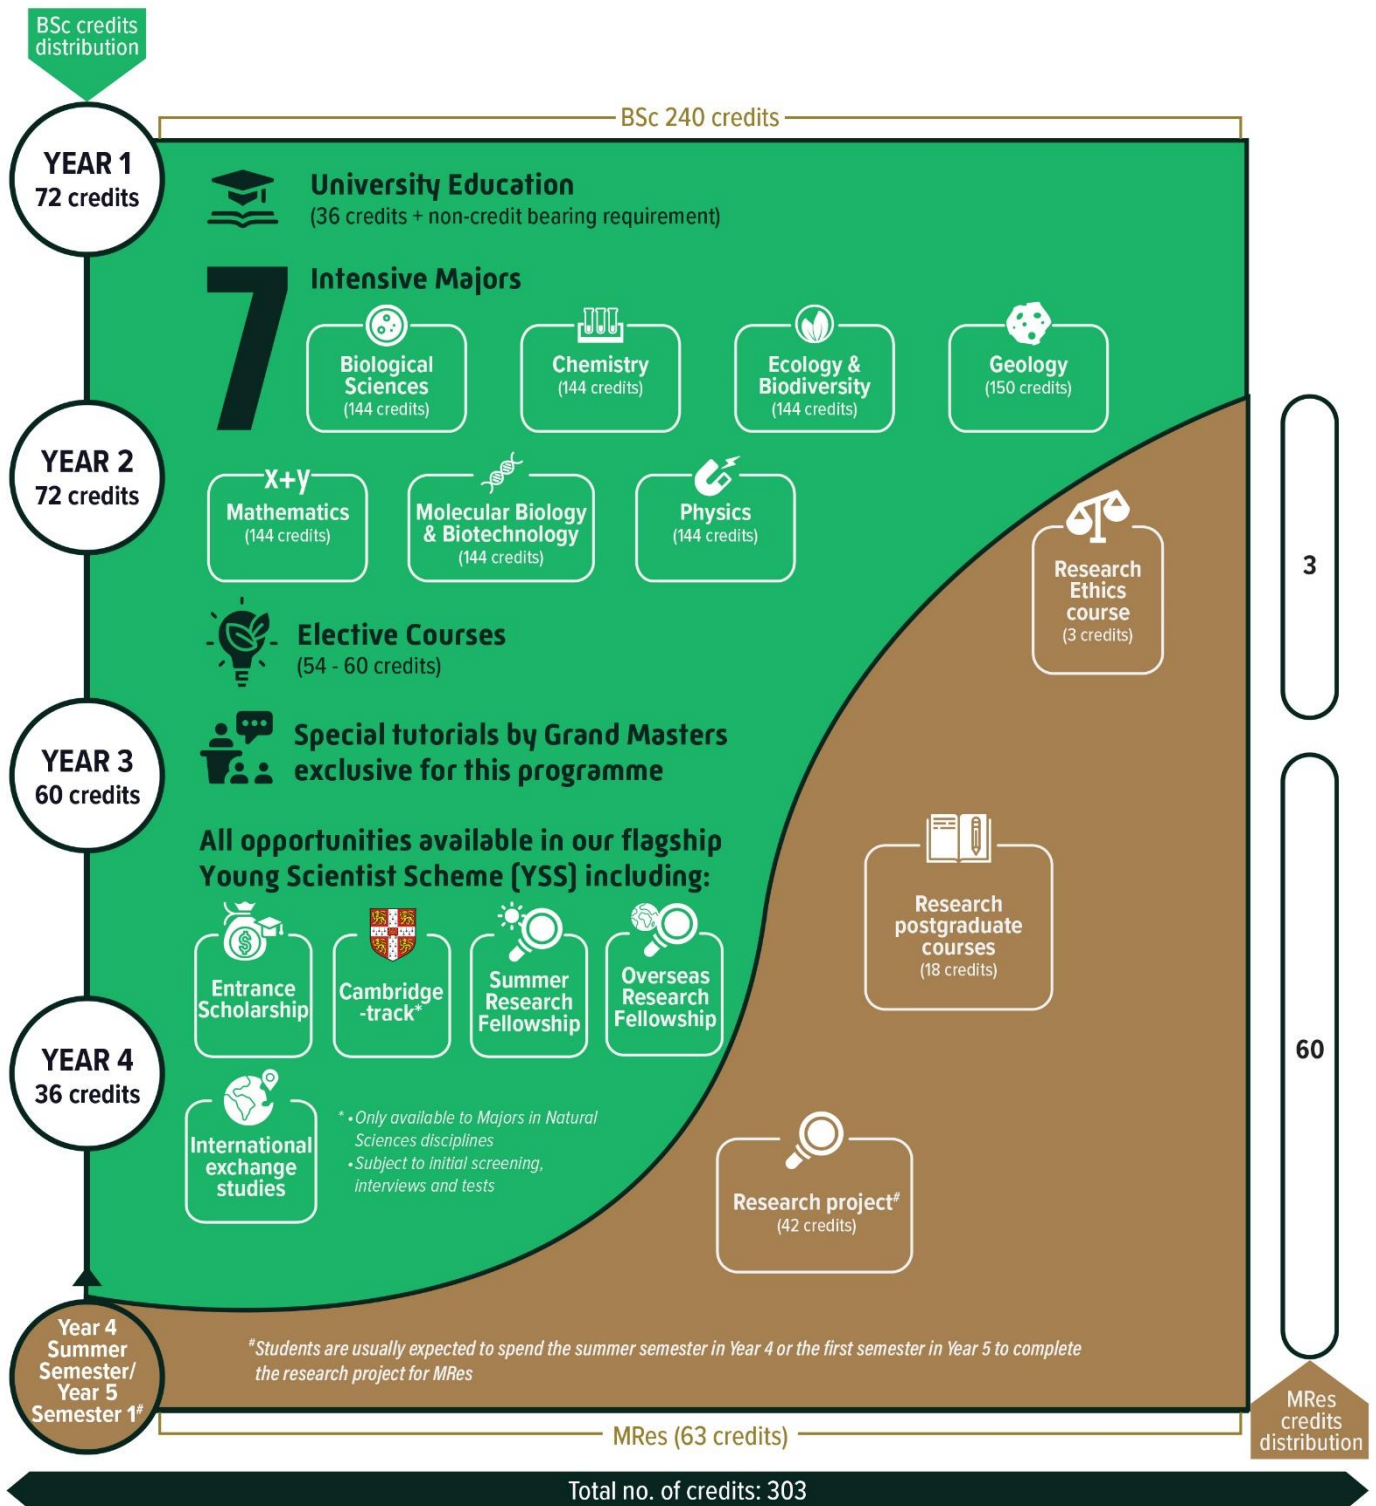 BSc credits
distribution
BSc 240 credits
YEAR 1
72 credits
University Education
(36 credits + non-credit bearing requirement)
7
Intensive Majors
Biological
Sciences
(144 credits)
Chemistry
(144 credits)
Ecology &
Biodiversity
(144 credits)
Geology
(150 credits)
YEAR 2
72 credits
x+y
Mathematics
(144 credits)
Molecular Biology
& Biotechnology
(144 credits)
Physics
(144 credits)
Research
Ethics
course
(3 credits)
3
Elective Courses
(54 - 60 credits)
YEAR 3
60 credits
Special tutorials by Grand Masters
exclusive for this programme
All opportunities available in our flagship
Young Scientist Scheme (YSS) including:
Entrance
Scholarship
Cambridge
-track*
Summer
Research
Fellowship
Overseas
Research
Fellowship
Research
postgraduate
courses
(18 credits)
60
YEAR 4
36 credits
International
exchange
studies
* • Only available to Majors in Natural
Sciences disciplines
• Subject to initial screening,
interviews and tests
Research project#
(42 credits)
Year 4
Summer
Semester/
Year 5
Semester 1#
#Students are usually expected to spend the summer semester in Year 4 or the first semester in Year 5 to complete
the research project for MRes
MRes
credits
distribution
MRes (63 credits)
Total no. of credits: 303